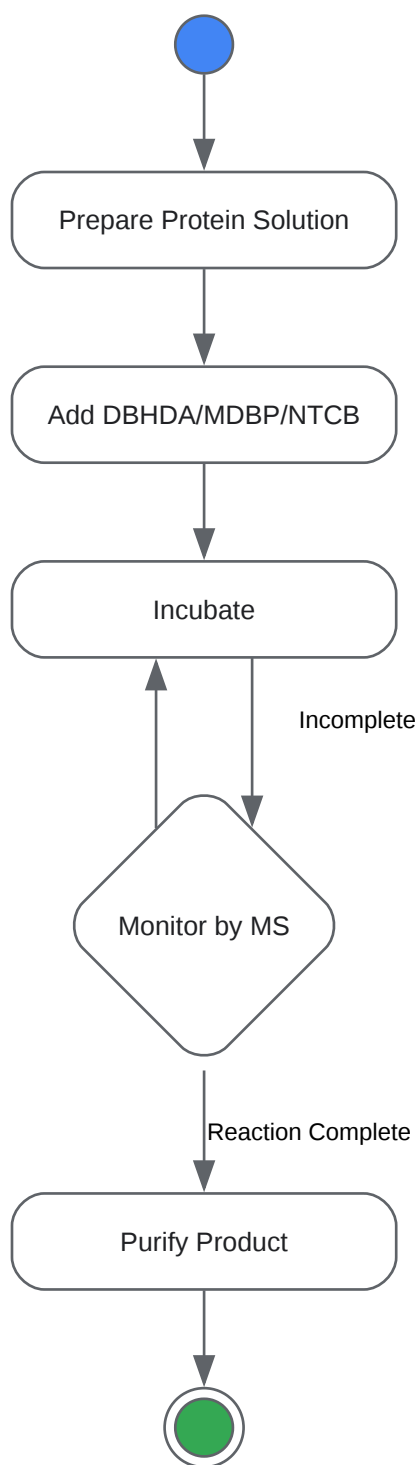 Prepare Protein Solution
Add DBHDA/MDBP/NTCB
Incubate
Incomplete
Monitor by MS
Reaction Complete
Purify Product